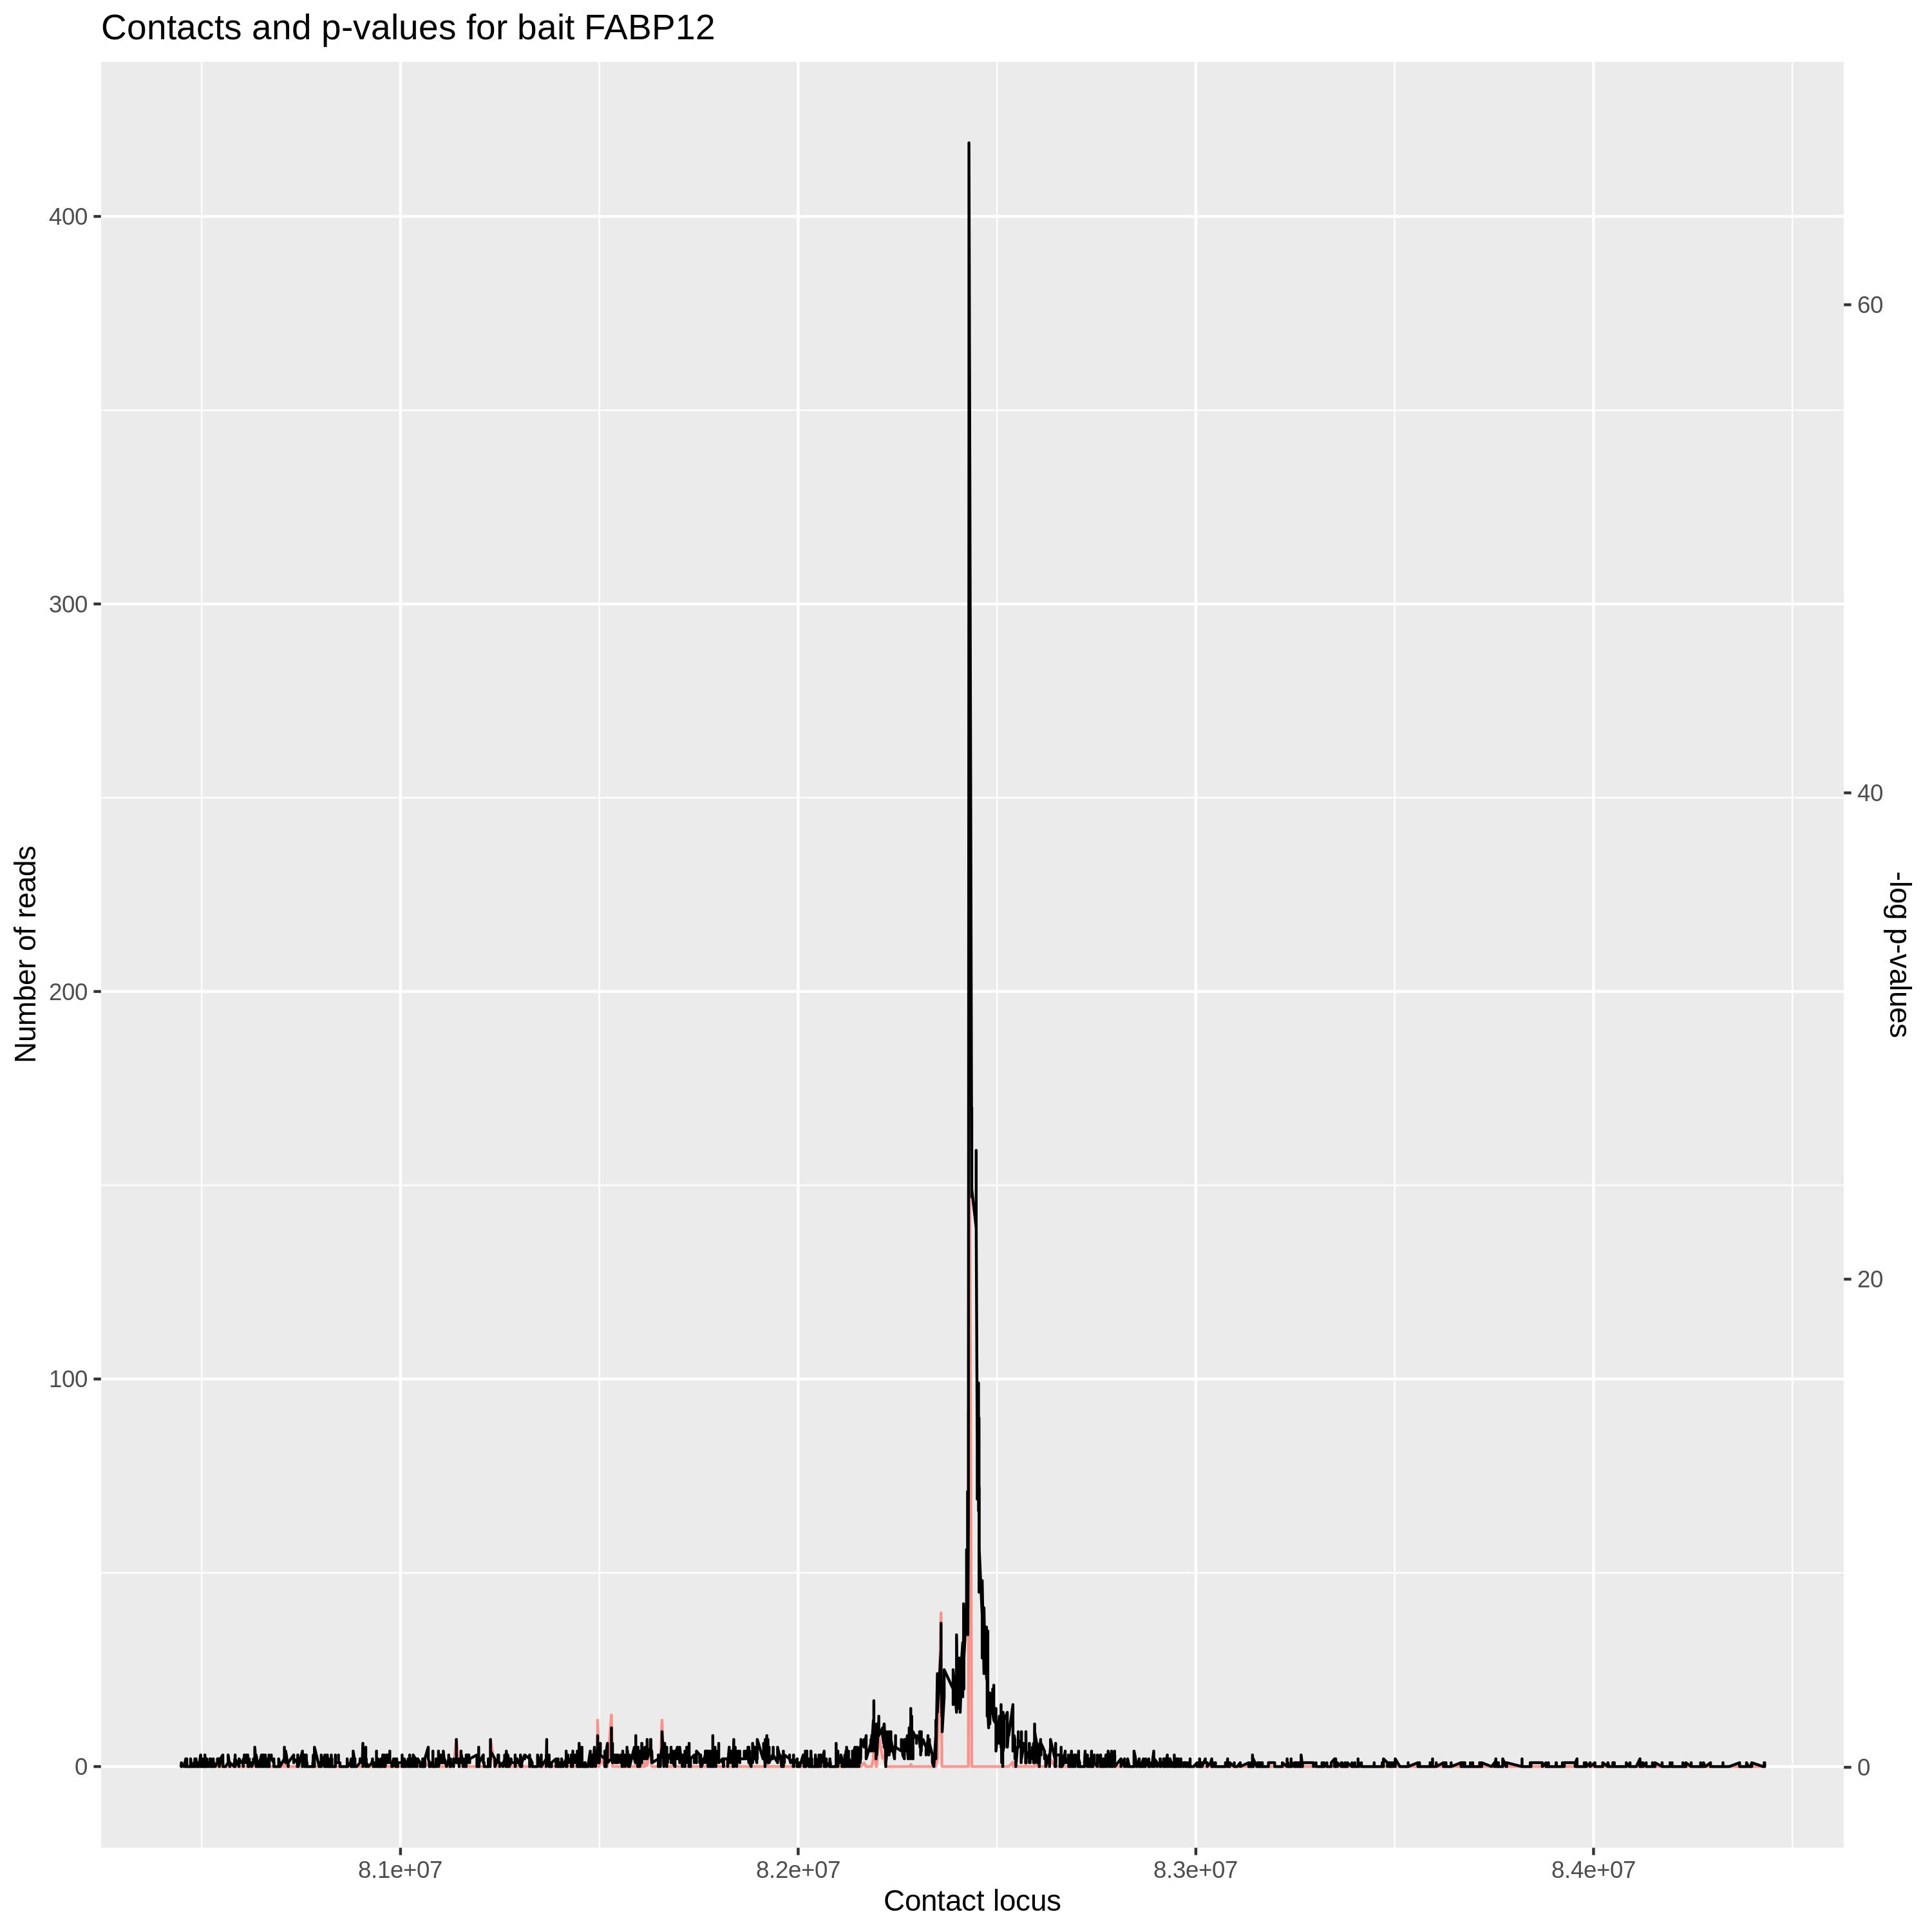 Contacts and p-values for bait FABP12
400
300
200
100
0
Number of reads
60
40
20
0
-log p-values
8.1e+07
8.2e+07
8.3e+07
8.4e+07
Contact locus